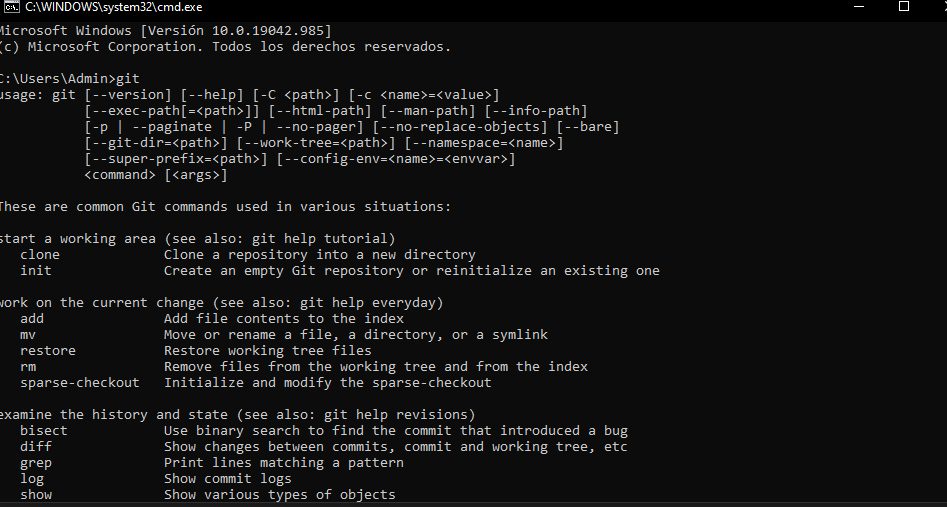 C:\WINDOWS\system32\cmd.exe
Microsoft Windows [Versión 10.0.19042.985]
(c) Microsoft Corporation. Todos los derechos reservados.
C:\Users\Admin>git
usage: git [--version] [--help] [-C <path>] [-c <name>=<value>]
[--exec-path[=<path>]] [--html-path] [--man-path] [--info-path]
[-p | --paginate | -P | --no-pager] [--no-replace-objects] [--bare]
[--git-dir=<path>] [--work-tree=<path>] [--namespace=<name>]
[--super-prefix=<path>] [--config-env=<name>=<envvar>]
<command> [<args>]
These are common Git commands used in various situations:
start a working area (see also: git help tutorial)
clone Clone a repository into a new directory
init Create an empty Git repository or reinitialize an existing one
work on the current change (see also: git help everyday)
add Add file contents to the index
mv Move or rename a file, a directory, or a symlink
restore Restore working tree files
rm Remove files from the working tree and from the index
sparse-checkout Initialize and modify the sparse-checkout
examine the history and state (see also: git help revisions)
bisect Use binary search to find the commit that introduced a bug
diff Show changes between commits, commit and working tree, etc
grep Print lines matching a pattern
log Show commit logs
show Show various types of objects